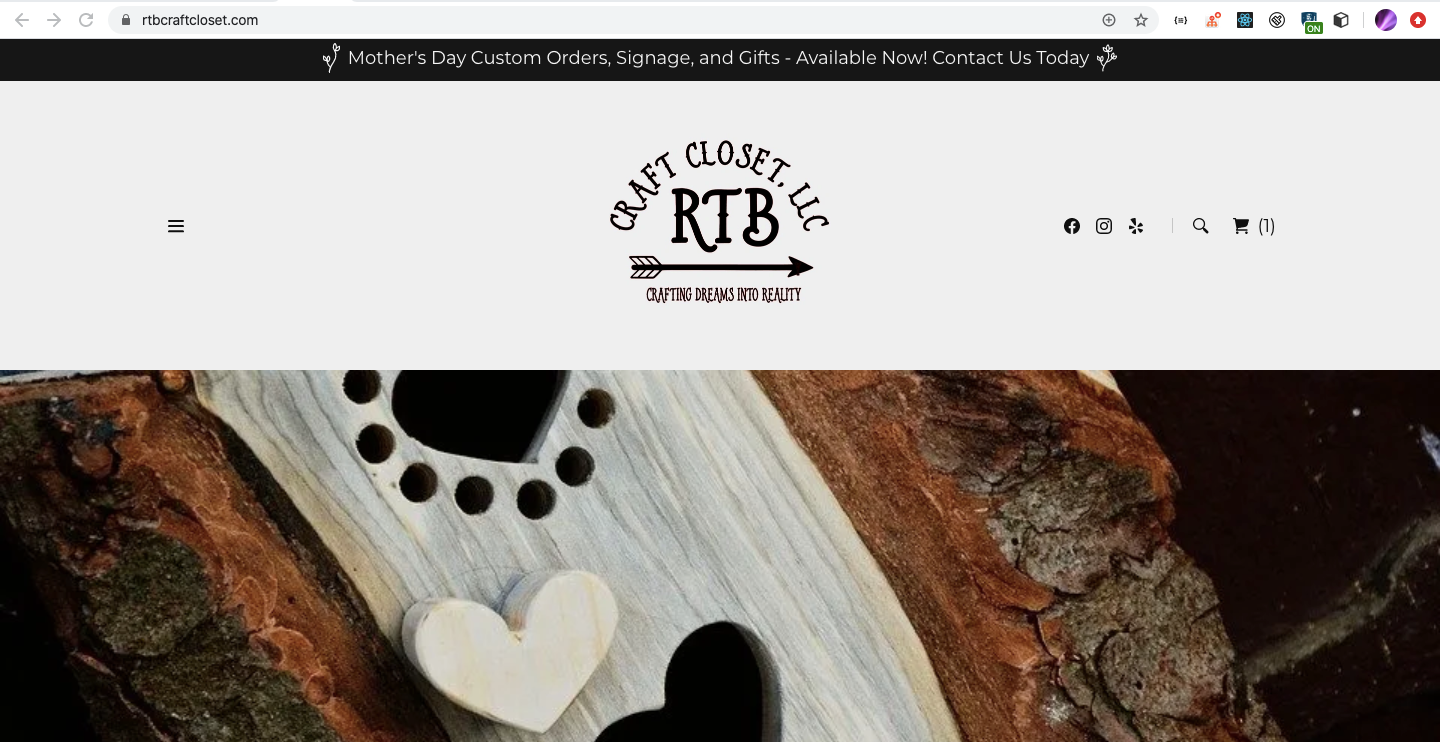 rtbcraftcloset.com
ON
Mother's Day Custom Orders, Signage, and Gifts - Available Now! Contact Us Today
CRAFT CLOSET, LLC
RTB
CRAFTING DREAMS INTO REALITY
(1)